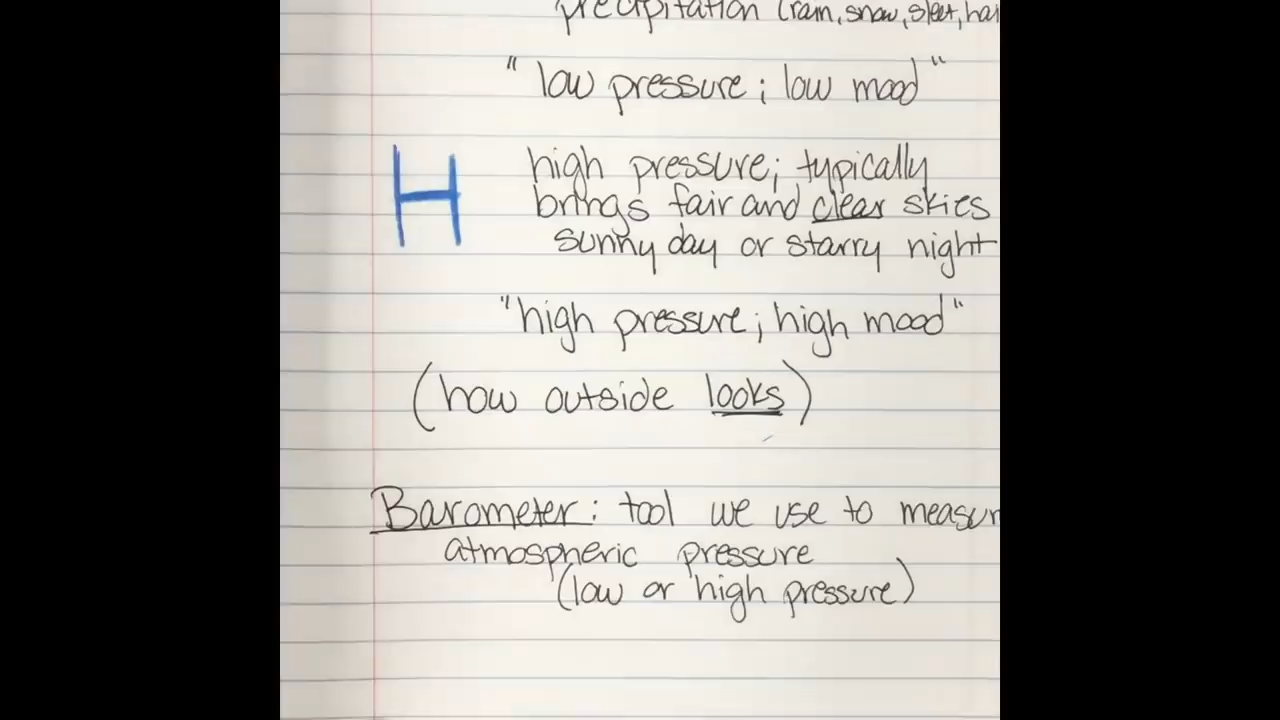 precipitation (rain, snow, sleet, hai
" low pressure ; low mood "
H high pressure; typically
brings fair and clear skies
sunny day or starry night
"high pressure ; high mood"
(how outside looks)
Barometer: tool we use to measur
atmospheric pressure
(low or high pressure)